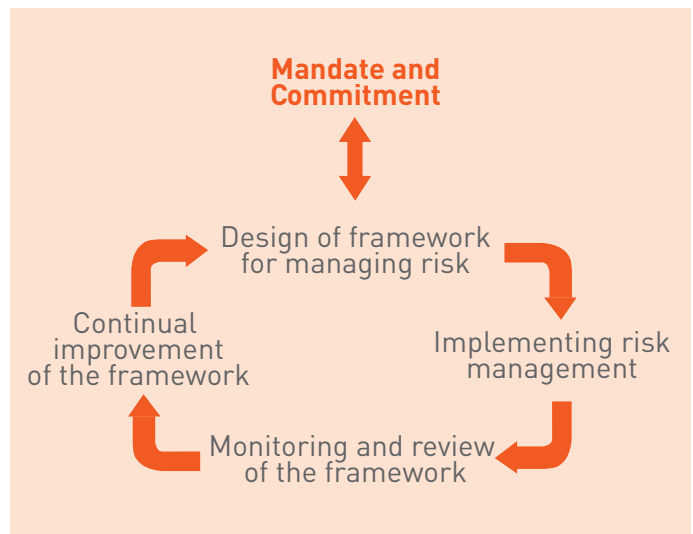 Mandate and
Commitment
Design of framework
for managing risk
Implementing risk
management
Monitoring and review
of the framework
Continual
improvement
of the framework